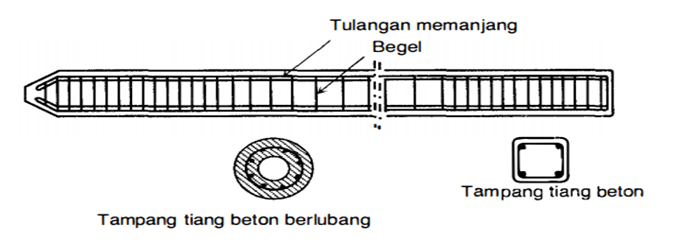 Tulangan memanjang
Begel
Tampang tiang beton
Tampang tiang beton berlubang